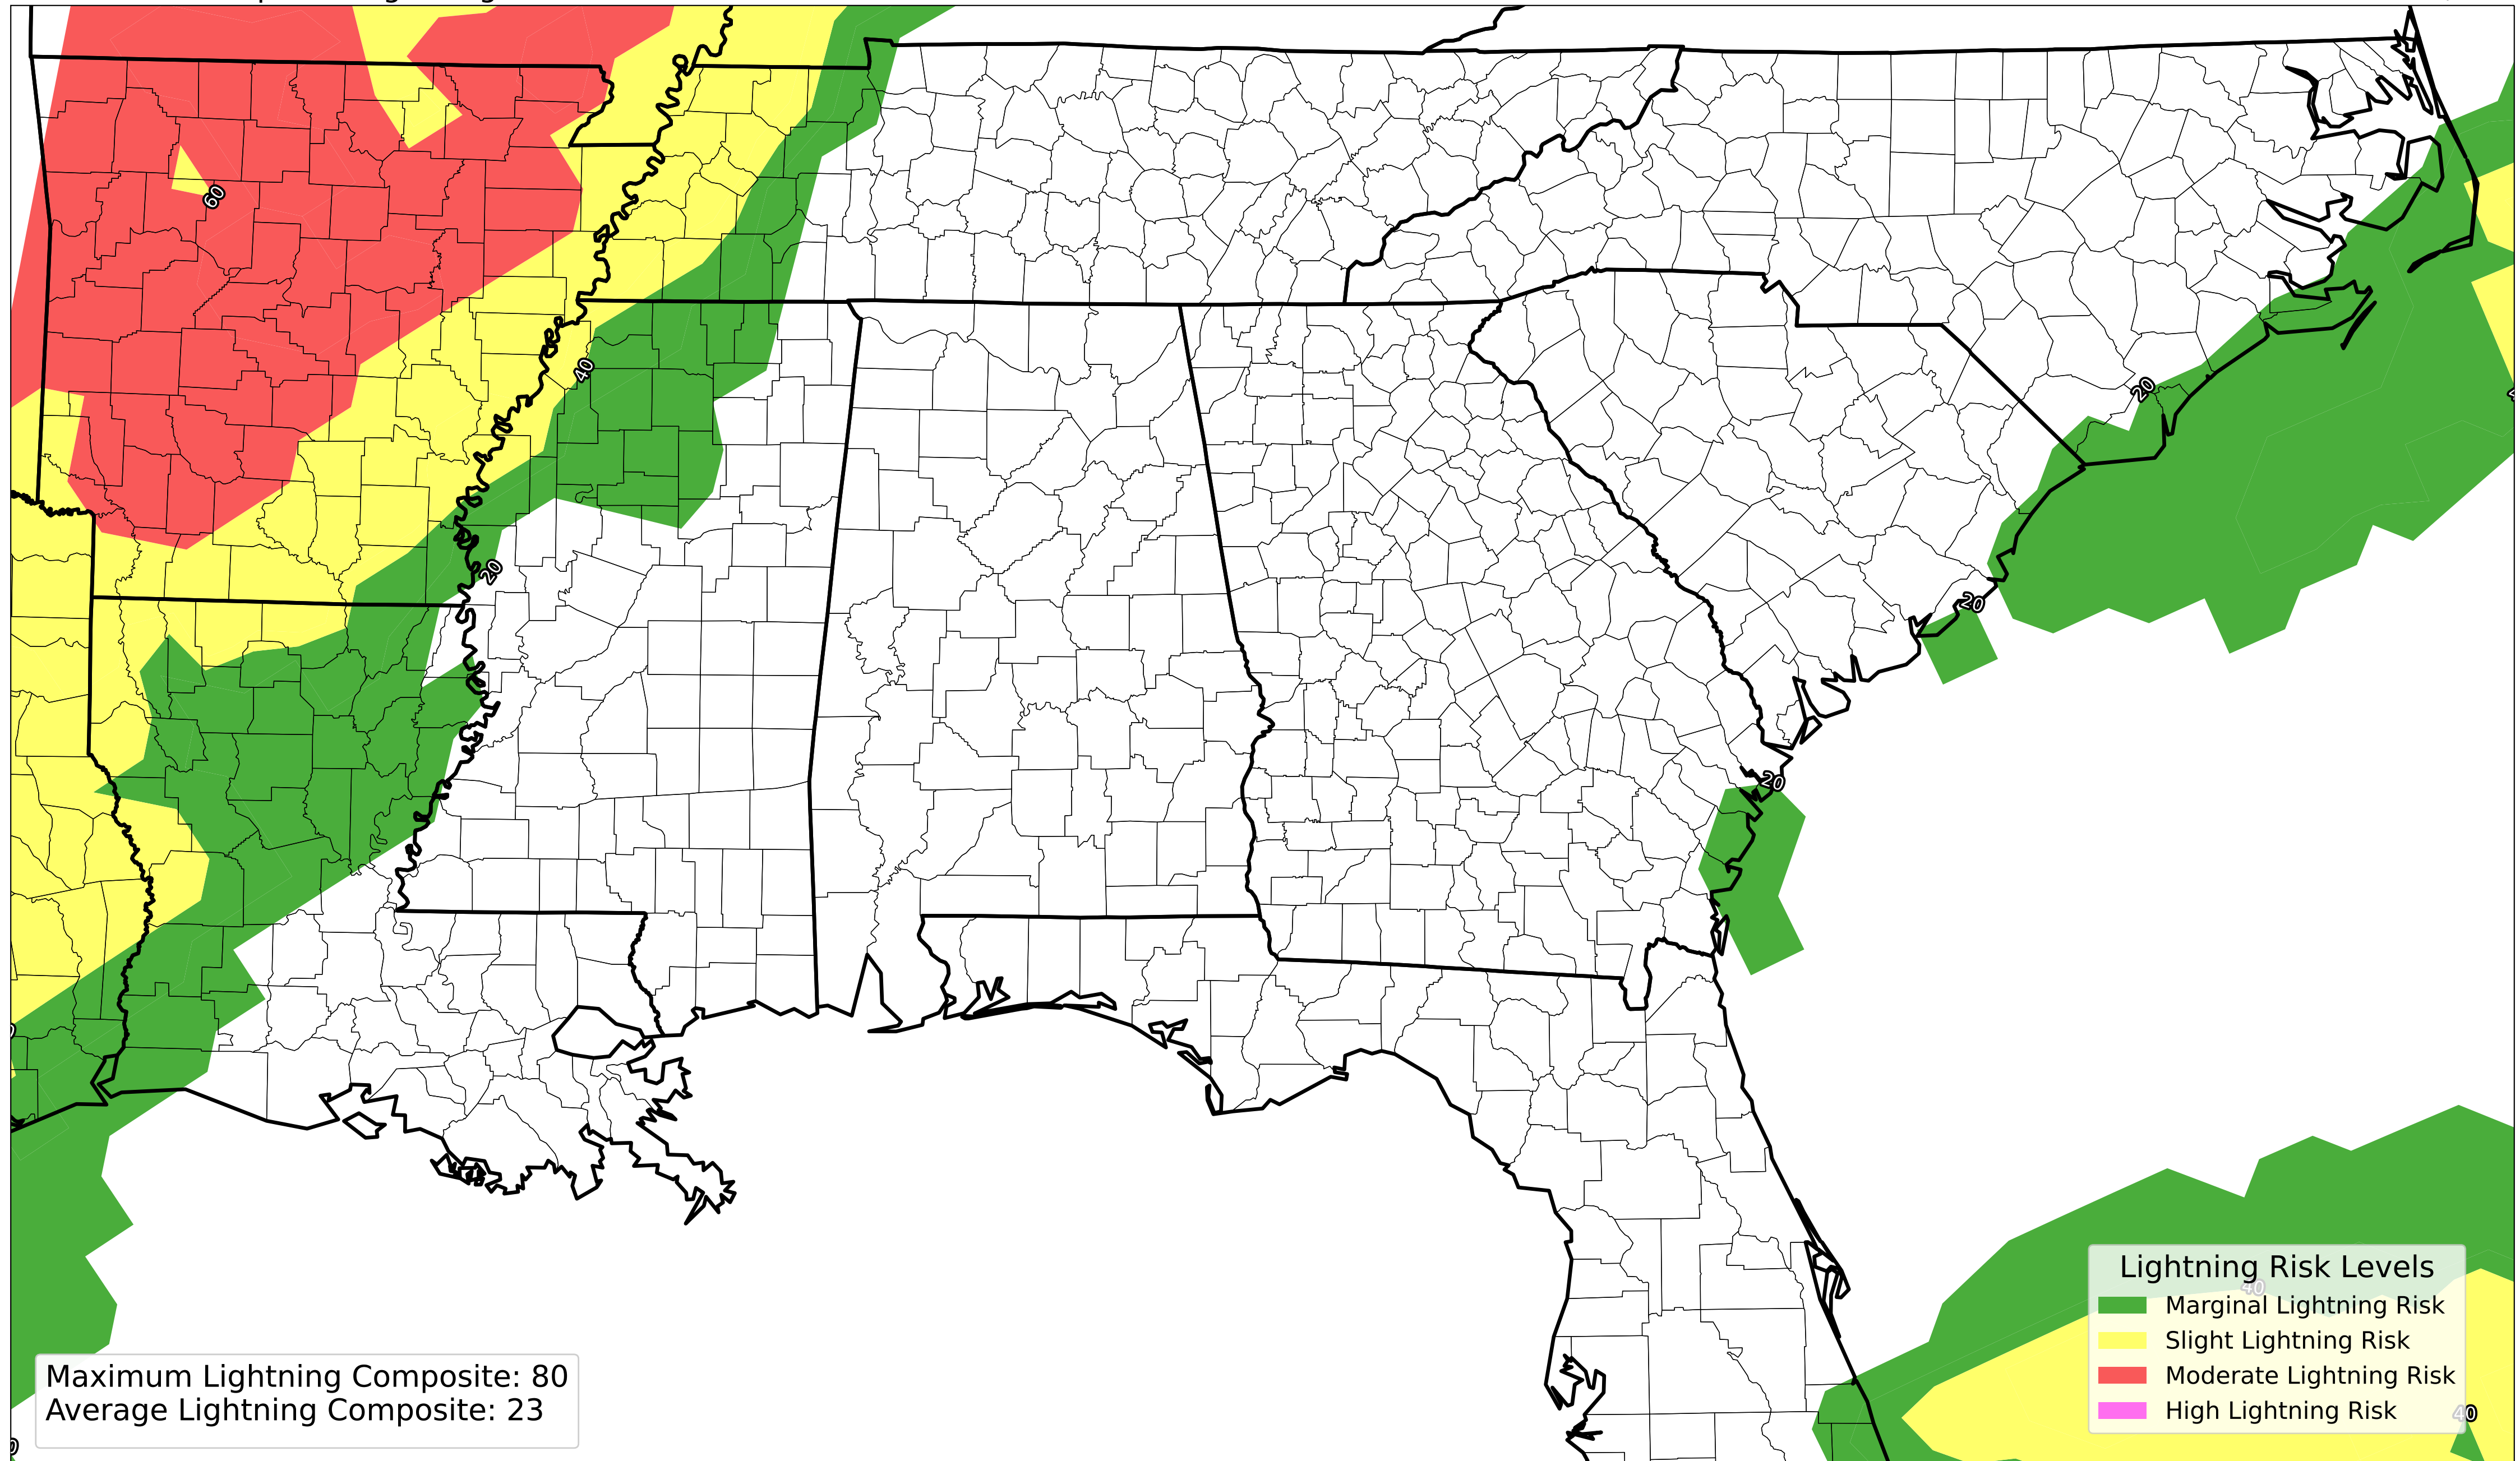 60
40
20
20
20
20
Lightning Risk Levels
40
Marginal Lightning Risk
Slight Lightning Risk
Moderate Lightning Risk
High Lightning Risk
40
Maximum Lightning Composite: 80
Average Lightning Composite: 23